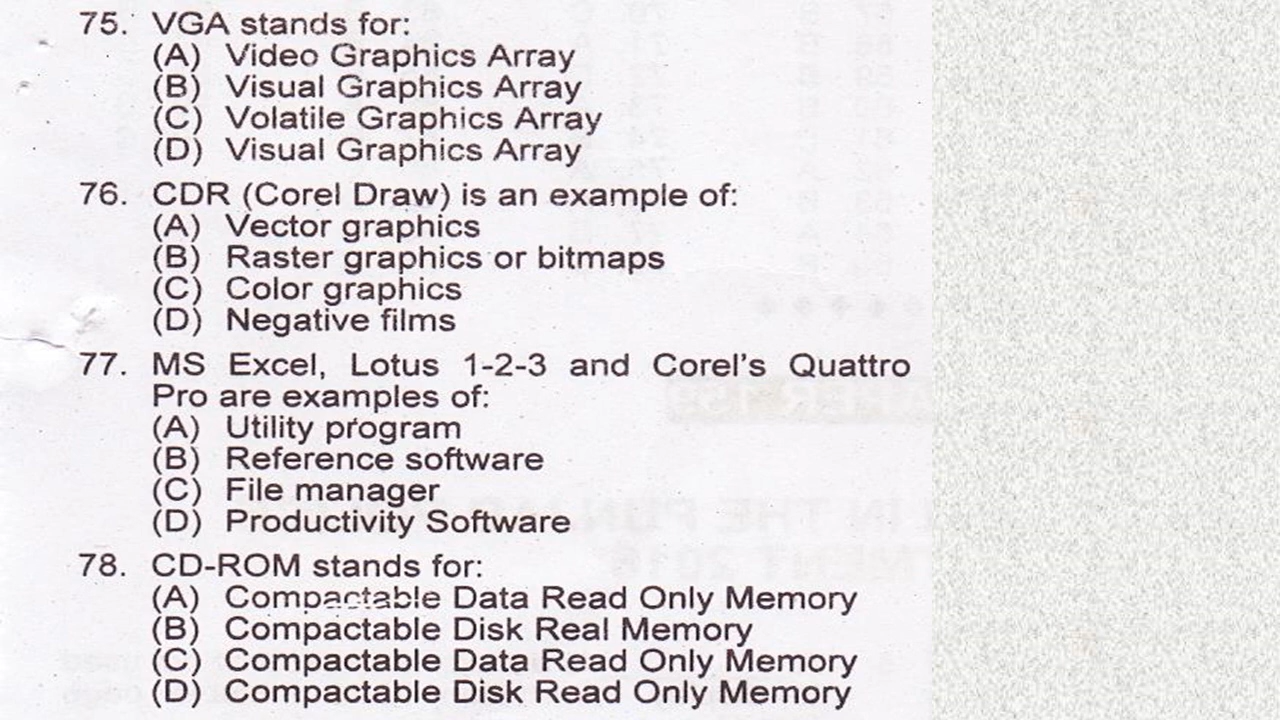 75. VGA stands for:
(A) Video Graphics Array
(B) Visual Graphics Array
(C) Volatile Graphics Array
(D) Visual Graphics Array
76. CDR (Corel Draw) is an example of:
(A) Vector graphics
(B) Raster graphics or bitmaps
(C) Color graphics
(D) Negative films
77. MS Excel, Lotus 1-2-3 and Corel's Quattro
Pro are examples of:
(A) Utility program
(B) Reference software
(C) File manager
(D) Productivity Software
78. CD-ROM stands for:
(A) Compactable Data Read Only Memory
(B) Compactable Disk Real Memory
(C) Compactable Data Read Only Memory
(D) Compactable Disk Read Only Memory